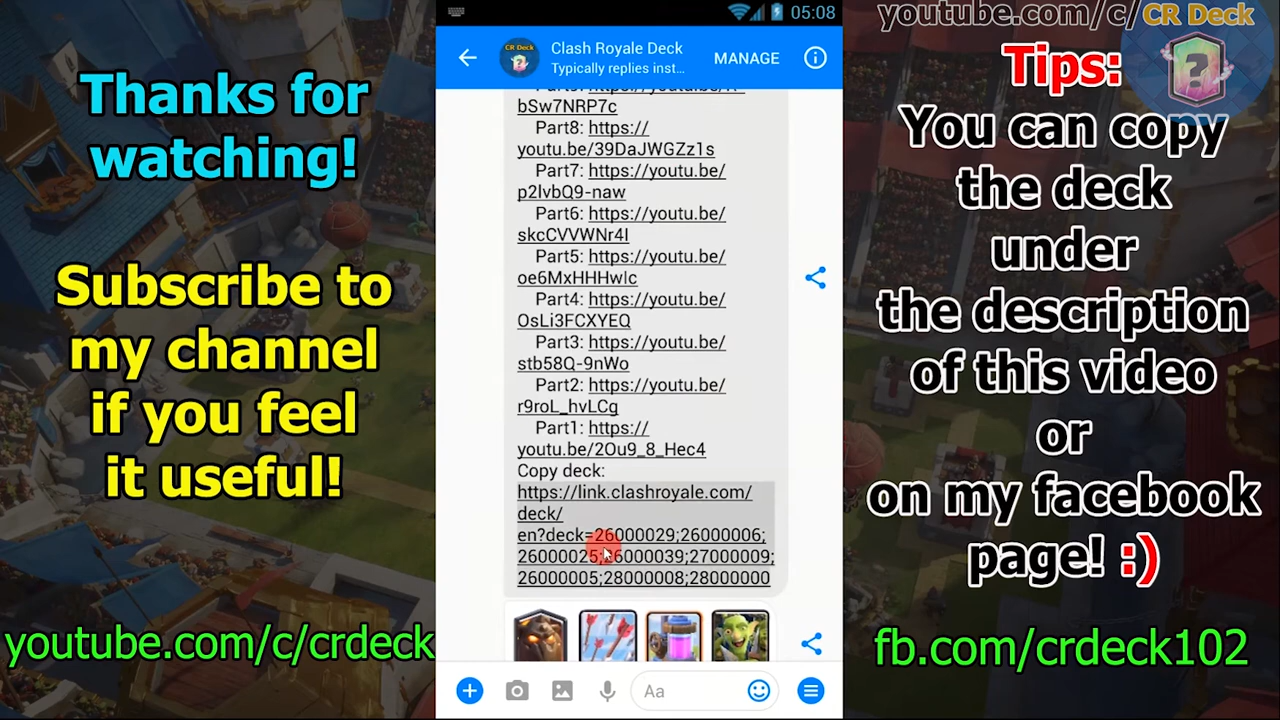 Thanks for
watching!
Subscribe to
my channel
if you feel
it useful!
youtube.com/c/crdeck
05:08
CR Deck
Clash Royale Deck
Typically replies inst...
MANAGE
bSw7NRP7c
Part8: https://
youtu.be/39DaJWGZz1s
Part7: https://youtu.be/
p2lvbQ9-naw
Part6: https://youtu.be/
skcCVVWNr4I
Part5: https://youtu.be/
oe6MxHHHwlc
Part4: https://youtu.be/
OsLi3FCXYEQ
Part3: https://youtu.be/
stb58Q-9nWo
Part2: https://youtu.be/
r9roL_hvLCg
Part1: https://
youtu.be/2Ou9_8_Hec4
Copy deck:
https://link.clashroyale.com/
deck/
en?deck=26000029;26000006;
26000025;26000039;27000009;
26000005;28000008;28000000
Aa
youtube.com/c/CR Deck
Tips:
You can copy
the deck
under
the description
of this video
or
on my facebook
page! :)
fb.com/crdeck102